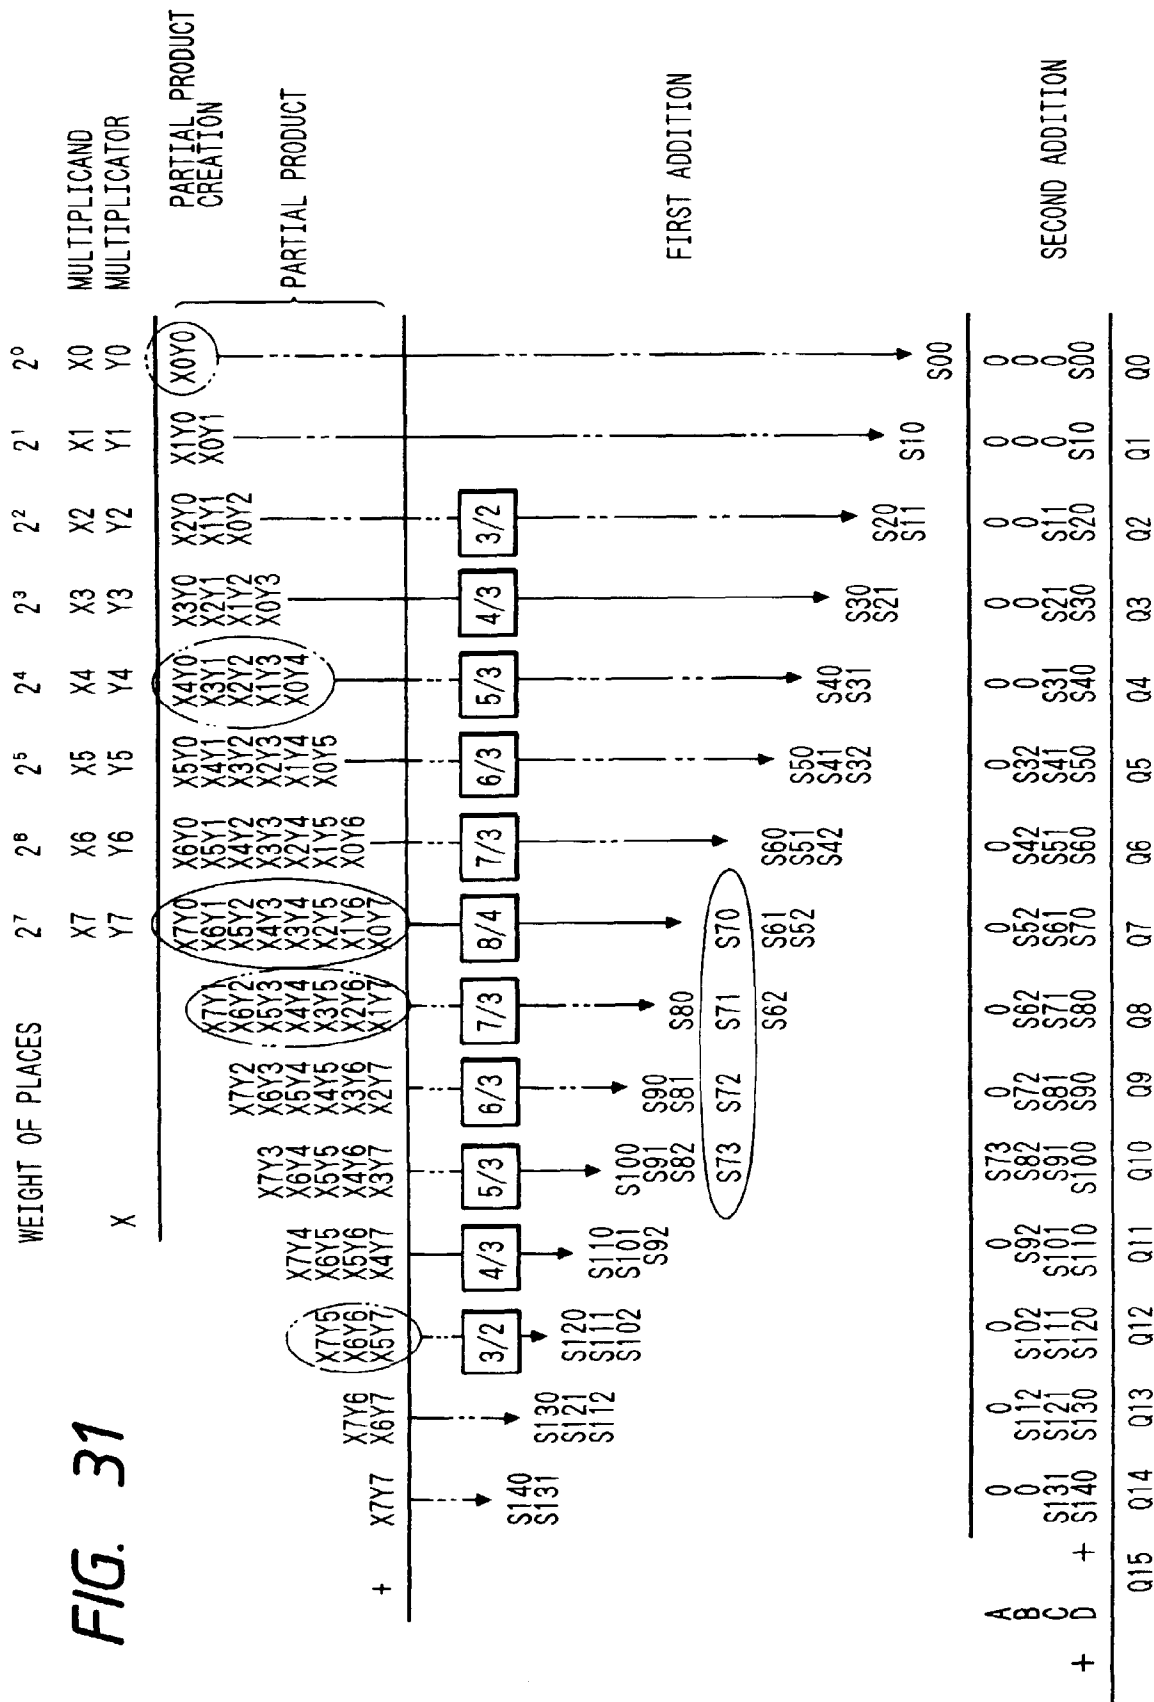 FIG. 31
WEIGHT OF PLACES 2⁷ 2⁶ 2⁵ 2⁴ 2³ 2² 2¹ 2⁰
X7 X6 X5 X4 X3 X2 X1 X0 MULTIPLICAND
X Y7 Y6 Y5 Y4 Y3 Y2 Y1 Y0 MULTIPLICATOR
PARTIAL PRODUCT
CREATION
X7Y0 X6Y0 X5Y0 X4Y0 X3Y0 X2Y0 X1Y0 X0Y0
X7Y1 X6Y1 X5Y1 X4Y1 X3Y1 X2Y1 X1Y1 X0Y1
X7Y2 X6Y2 X5Y2 X4Y2 X3Y2 X2Y2 X1Y2 X0Y2
X7Y3 X6Y3 X5Y3 X4Y3 X3Y3 X2Y3 X1Y3 X0Y3
X7Y4 X6Y4 X5Y4 X4Y4 X3Y4 X2Y4 X1Y4 X0Y4 PARTIAL PRODUCT
X7Y5 X6Y5 X5Y5 X4Y5 X3Y5 X2Y5 X1Y5 X0Y5
X7Y6 X6Y6 X5Y6 X4Y6 X3Y6 X2Y6 X1Y6 X0Y6
+ X7Y7 X6Y7 X5Y7 X4Y7 X3Y7 X2Y7 X1Y7 X0Y7
3/2 4/3 5/3 6/3 7/3 8/4 7/3 6/3 5/3 4/3 3/2
S140
S131 S130
S121 S120
S112 S111 S110
S102 S101 S100
S92 S91 S90
S82 S81 S80 FIRST ADDITION
S73 S72 S71 S70
S62 S61 S60
S52 S51 S50
S42 S41 S40
S32 S31 S30
S21 S20
S11 S10
S00
A 0 0 0 0 S73 0 0 0 0 0 0 0 0 0 0
B 0 S112 S102 S92 S82 S72 S62 S52 S42 S32 0 0 0 0 0
C S131 S121 S111 S101 S91 S81 S71 S61 S51 S41 S31 S21 S11 0 0 SECOND ADDITION
+ D + S140 S130 S120 S110 S100 S90 S80 S70 S60 S50 S40 S30 S20 S10 S00
Q15 Q14 Q13 Q12 Q11 Q10 Q9 Q8 Q7 Q6 Q5 Q4 Q3 Q2 Q1 Q0